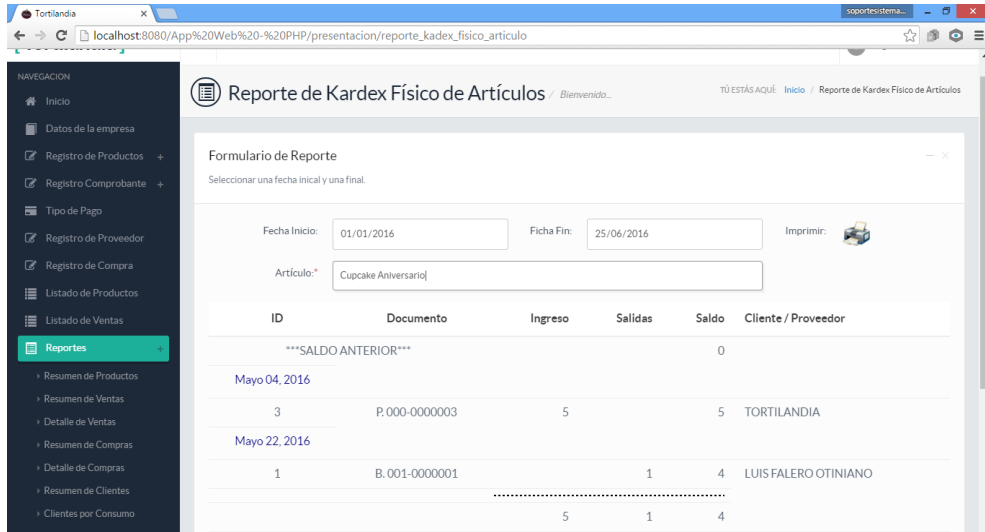 Tortilandia
soportesistema...
localhost:8080/App%20Web%20-%20PHP/presentacion/reporte_kadex_fisico_articulo
NAVEGACION
Inicio
Datos de la empresa
Registro de Productos +
Registro Comprobante +
Tipo de Pago
Registro de Proveedor
Registro de Compra
Listado de Productos
Listado de Ventas
Reportes +
Resumen de Productos
Resumen de Ventas
Detalle de Ventas
Resumen de Compras
Detalle de Compras
Resumen de Clientes
Clientes por Consumo
Reporte de Kardex Físico de Artículos / Bienvenido...
TÚ ESTÁS AQUÍ: Inicio / Reporte de Kardex Físico de Artículos
Formulario de Reporte
Seleccionar una fecha inical y una final.
Fecha Inicio: 01/01/2016 Ficha Fin: 25/06/2016 Imprimir:
Artículo:* Cupcake Aniversario
ID Documento Ingreso Salidas Saldo Cliente / Proveedor
***SALDO ANTERIOR*** 0
Mayo 04, 2016
3 P. 000-0000003 5 5 TORTILANDIA
Mayo 22, 2016
1 B. 001-0000001 1 4 LUIS FALERO OTINIANO
5 1 4